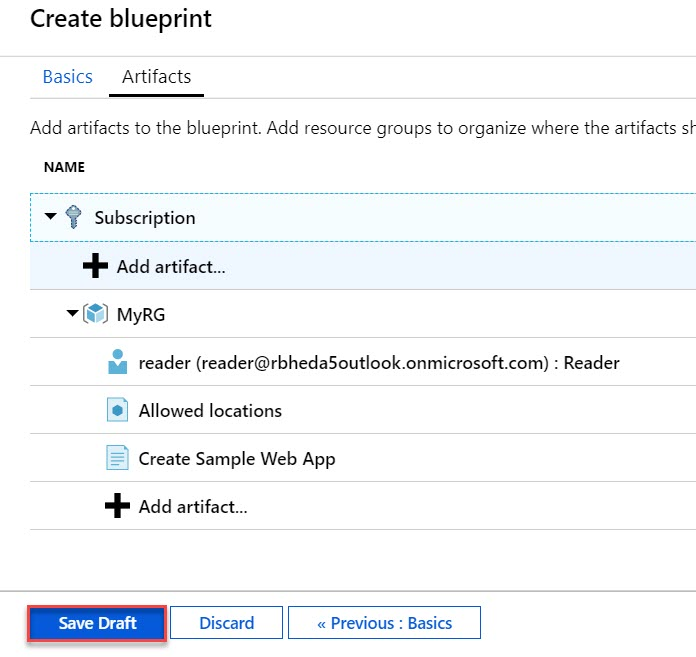 Create blueprint
Basics Artifacts
Add artifacts to the blueprint. Add resource groups to organize where the artifacts
NAME
Subscription
Add artifact...
MyRG
reader (reader@rbheda5outlook.onmicrosoft.com) : Reader
Allowed locations
Create Sample Web App
Add artifact...
Save Draft Discard « Previous : Basics